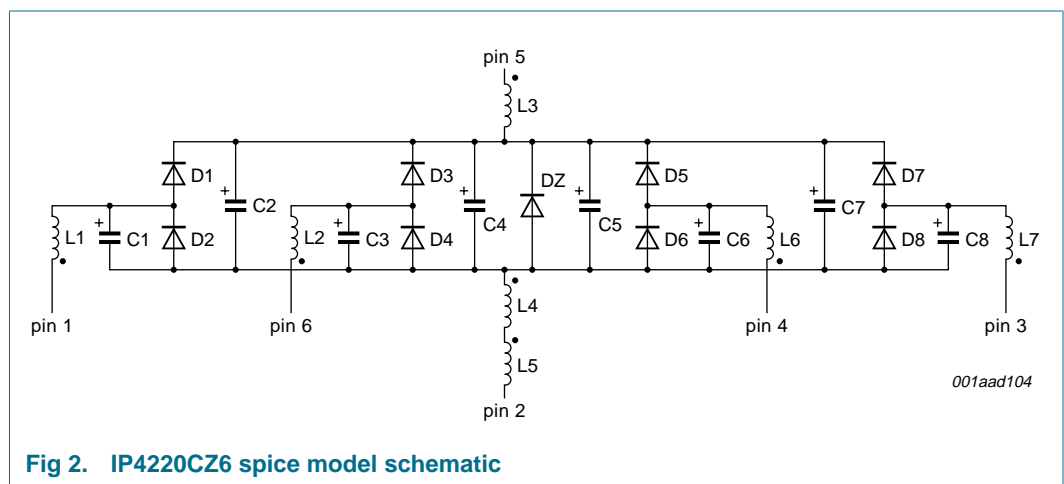 pin 5
L3
D1
D3
DZ
D5
D7
+
C2
+
C4
+
C5
+
C7
L1
+
C1
D2
L2
+
C3
D4
D6
+
C6
L6
D8
+
C8
L7
L4
pin 1
pin 6
pin 4
pin 3
L5
001aad104
pin 2
Fig 2. IP4220CZ6 spice model schematic